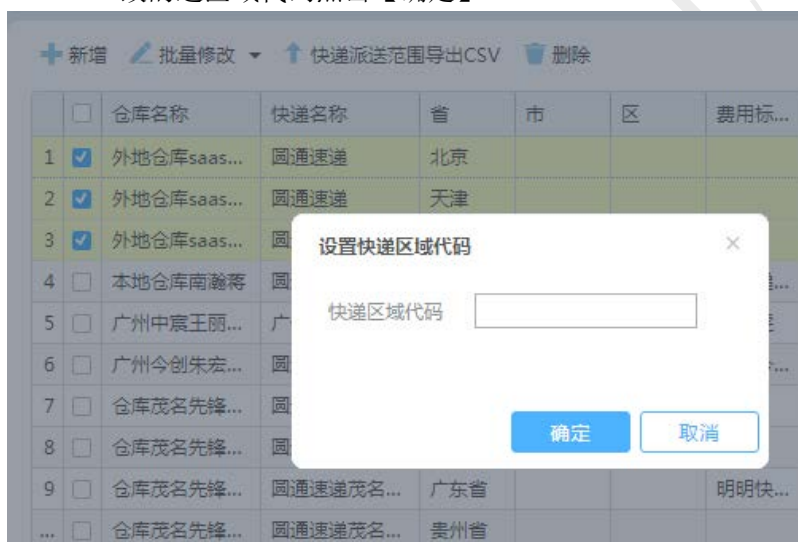 新增 批量修改 快递派送范围导出CSV 删除
仓库名称 快递名称 省 市 区 费用标...
1 外地仓库saas... 圆通速递 北京
2 外地仓库saas... 圆通速递 天津
3 外地仓库saas... 圆
设置快递区域代码
4 本地仓库南瀚蒋 圆
快递区域代码
5 广州中宸王丽... 广
6 广州今创朱宏... 圆
7 仓库茂名先锋... 圆
确定 取消
8 仓库茂名先锋... 圆
9 仓库茂名先锋... 圆通速递茂名... 广东省 明明快...
... 仓库茂名先锋... 圆通速递茂名... 贵州省